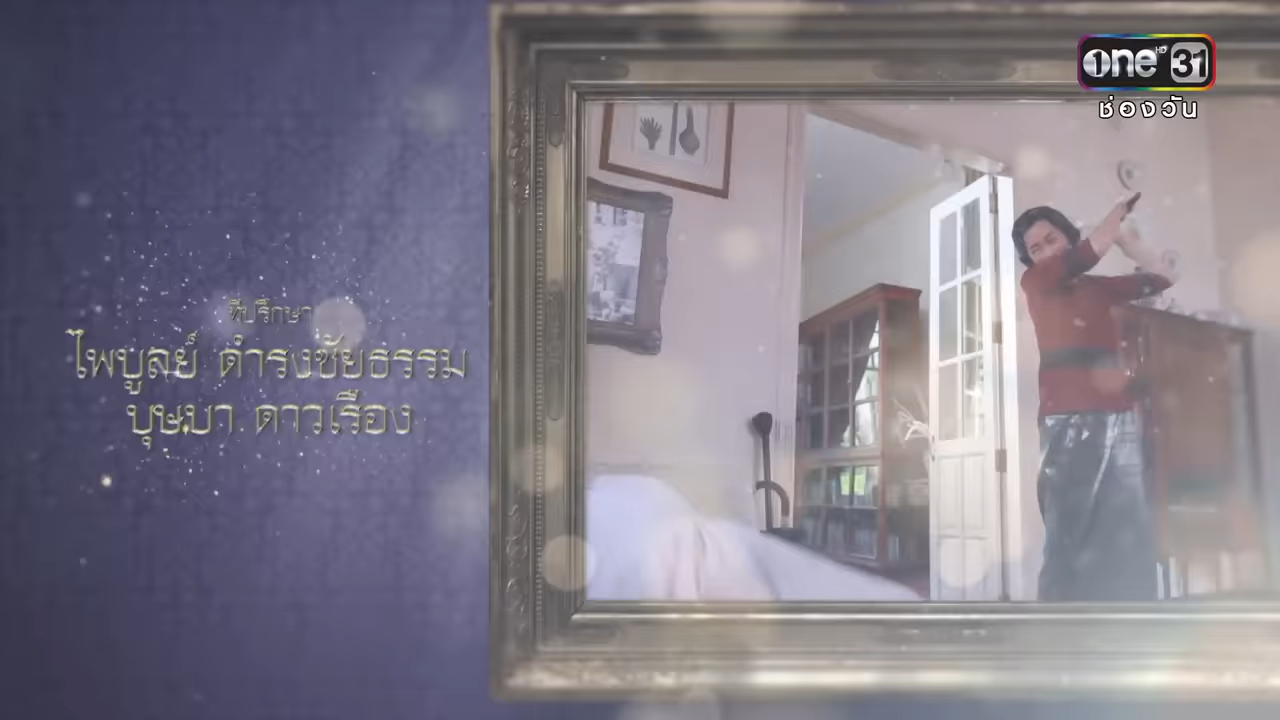 one HD 31
ช่องวัน
ที่ปรึกษา
ไพบูลย์ ดำรงชัยธรรม
บุษบา ดาวเรือง